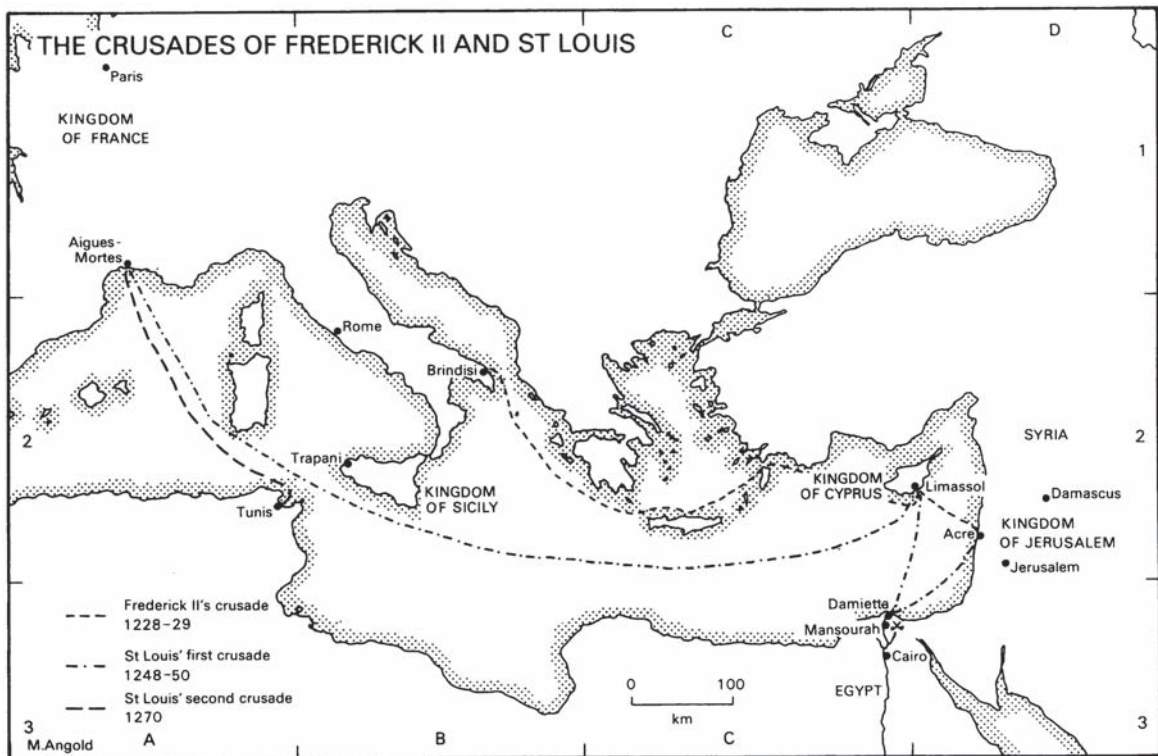 THE CRUSADES OF FREDERICK II AND ST LOUIS
C
D
Paris
KINGDOM
OF FRANCE
1
Aigues-
Mortes
Rome
Brindisi
2
SYRIA
2
Trapani
KINGDOM
OF SICILY
KINGDOM
OF CYPRUS
Limassol
Damascus
Tunis
Acre
KINGDOM
OF JERUSALEM
Jerusalem
Frederick II's crusade
1228-29
Damietta
Mansourah
St Louis' first crusade
1248-50
Cairo
St Louis' second crusade
1270
0 100
km
EGYPT
3
M.Angold
A
B
C
3